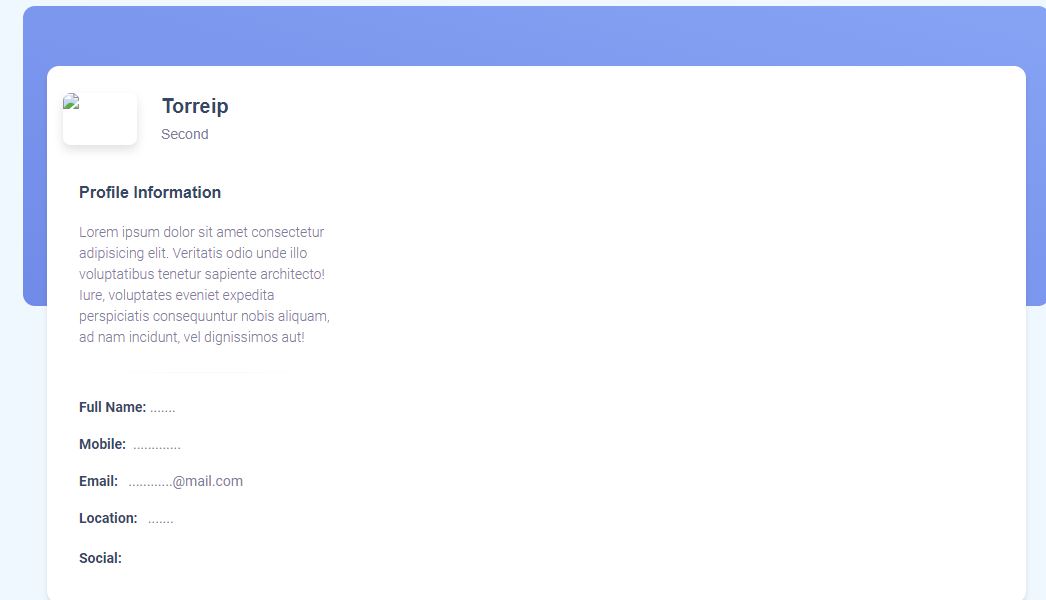 Torreip
Second
Profile Information
Lorem ipsum dolor sit amet consectetur
adipisicing elit. Veritatis odio unde illo
voluptatibus tenetur sapiente architecto!
Iure, voluptates eveniet expedita
perspiciatis consequuntur nobis aliquam,
ad nam incidunt, vel dignissimos aut!
Full Name: .......
Mobile: .............
Email: ............@mail.com
Location: .......
Social: